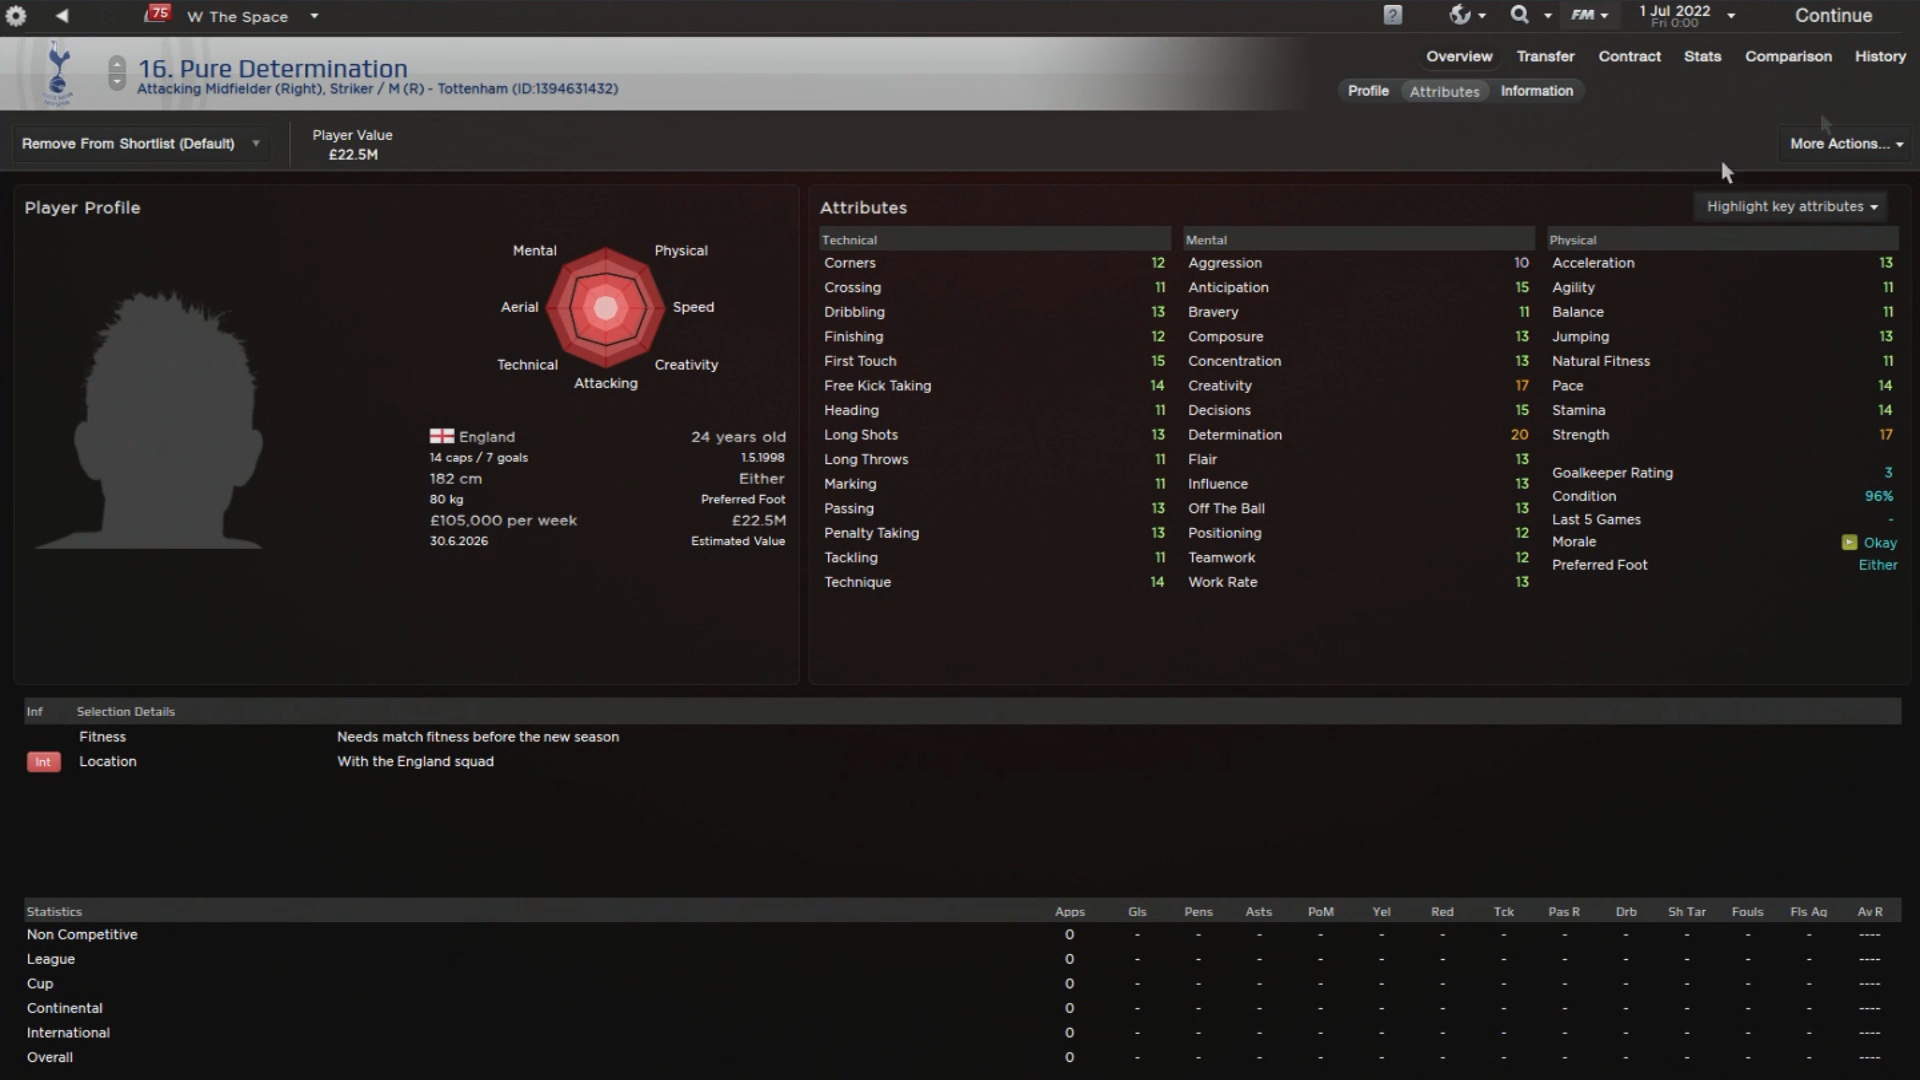 75 W The Space
? FM 1 Jul 2022 Continue
Fri 0:00
16. Pure Determination
Attacking Midfielder (Right), Striker / M (R) - Tottenham (ID:1394631432)
Overview Transfer Contract Stats Comparison History
Profile Attributes Information
Remove From Shortlist (Default)
Player Value
£22.5M
More Actions...
Player Profile
Mental Physical
Aerial Speed
Technical Creativity
Attacking
England 24 years old
14 caps / 7 goals 1.5.1998
182 cm Either
80 kg Preferred Foot
£105,000 per week £22.5M
30.6.2026 Estimated Value
Attributes Highlight key attributes
Technical Mental Physical
Corners 12 Aggression 10 Acceleration 13
Crossing 11 Anticipation 15 Agility 11
Dribbling 13 Bravery 11 Balance 11
Finishing 12 Composure 13 Jumping 13
First Touch 15 Concentration 13 Natural Fitness 11
Free Kick Taking 14 Creativity 17 Pace 14
Heading 11 Decisions 15 Stamina 14
Long Shots 13 Determination 20 Strength 17
Long Throws 11 Flair 13
Marking 11 Influence 13 Goalkeeper Rating 3
Passing 13 Off The Ball 13 Condition 96%
Penalty Taking 13 Positioning 12 Last 5 Games -
Tackling 11 Teamwork 12 Morale Okay
Technique 14 Work Rate 13 Preferred Foot Either
Inf Selection Details
Fitness Needs match fitness before the new season
Int Location With the England squad
Statistics Apps Gls Pens Asts PoM Yel Red Tck Pas R Drb Sh Tar Fouls Fls Ag Av R
Non Competitive 0 - - - - - - - - - - - - ----
League 0 - - - - - - - - - - - - ----
Cup 0 - - - - - - - - - - - - ----
Continental 0 - - - - - - - - - - - - ----
International 0 - - - - - - - - - - - - ----
Overall 0 - - - - - - - - - - - - ----